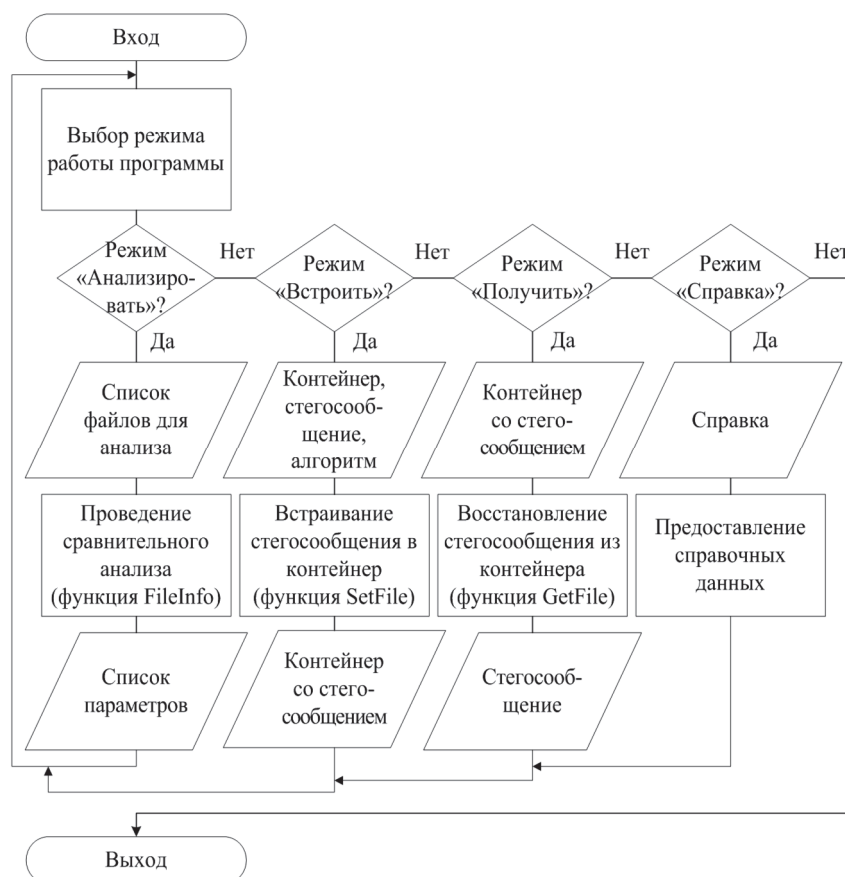 Вход
Выбор режима
работы программы
Режим
«Анализиро-
вать»?
Нет
Режим
«Встроить»?
Нет
Режим
«Получить»?
Нет
Режим
«Справка»?
Нет
Да
Да
Да
Да
Список
файлов для
анализа
Контейнер,
стегосооб-
щение,
алгоритм
Контейнер
со стего-
сообщением
Справка
Проведение
сравнительного
анализа
(функция FileInfo)
Встраивание
стегосообщения в
контейнер
(функция SetFile)
Восстановление
стегосообщения из
контейнера
(функция GetFile)
Предоставление
справочных
данных
Список
параметров
Контейнер
со стего-
сообщением
Стегосооб-
щение
Выход